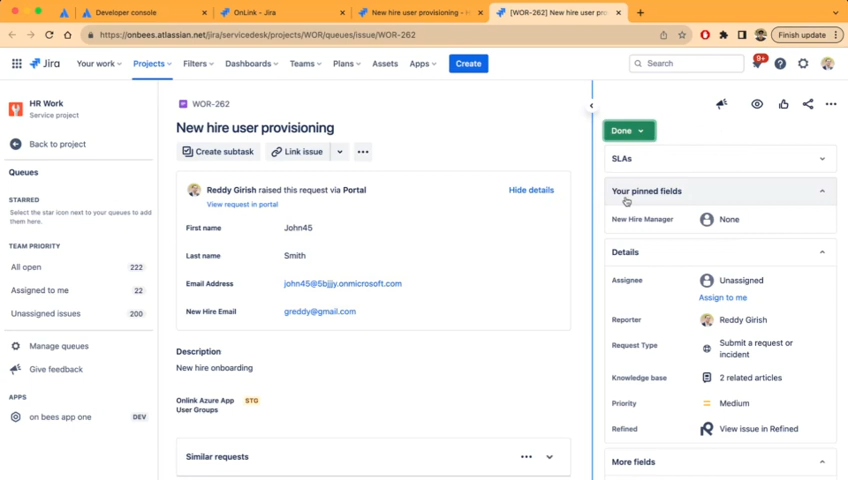 Developer console
OnLink - Jira
New hire user provisioning - H
[WOR-262] New hire user pro
https://onbees.atlassian.net/jira/servicedesk/projects/WOR/queues/issue/WOR-262
Finish update
Jira
Your work
Projects
Filters
Dashboards
Teams
Plans
Assets
Apps
Create
Search
9+
HR Work
Service project
Back to project
Queues
STARRED
Select the star icon next to your queues to add
them here.
TEAM PRIORITY
All open 222
Assigned to me 22
Unassigned issues 200
Manage queues
Give feedback
APPS
on bees app one DEV
WOR-262
New hire user provisioning
Create subtask
Link issue
Reddy Girish raised this request via Portal
Hide details
View request in portal
First name John45
Last name Smith
Email Address john45@5bjjjy.onmicrosoft.com
New Hire Email greddy@gmail.com
Description
New hire onboarding
Onlink Azure App STG
User Groups
Similar requests
Done
SLAs
Your pinned fields
New Hire Manager None
Details
Assignee Unassigned
Assign to me
Reporter Reddy Girish
Request Type Submit a request or
incident
Knowledge base 2 related articles
Priority Medium
Refined View issue in Refined
More fields